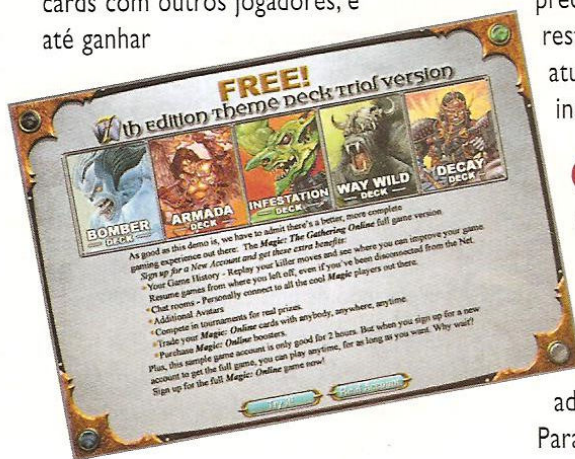 cards com outros jogadores, e
até ganhar
FREE!
7th Edition Theme Deck Trial version
BOMBER
DECK
ARMADA
DECK
INFESTATION
DECK
WAY WILD
DECK
DECAY
DECK
As good as this demo is, we have to admit there's a better, more complete
gaming experience out there: The Magic: The Gathering Online full game version.
Sign up for a New Account and get these extra benefits:
Your Game History - Replay your killer moves and see where you can improve your game
Resume games from where you left off, even if you've been disconnected from the Net.
Chat rooms - Personally connect to all the cool Magic players out there.
Additional Avatars
Compete in tournaments for real prizes.
Trade your Magic: Online cards with anybody, anywhere, anytime.
Purchase Magic: Online boosters.
Plus, this sample game account is only good for 2 hours. But when you sign up for a new
account to get the full game, you can play anytime, for as long as you want. Why wait?
Sign up for the full Magic: Online game now!
Account
prec
rest
atu
in
ad
Para